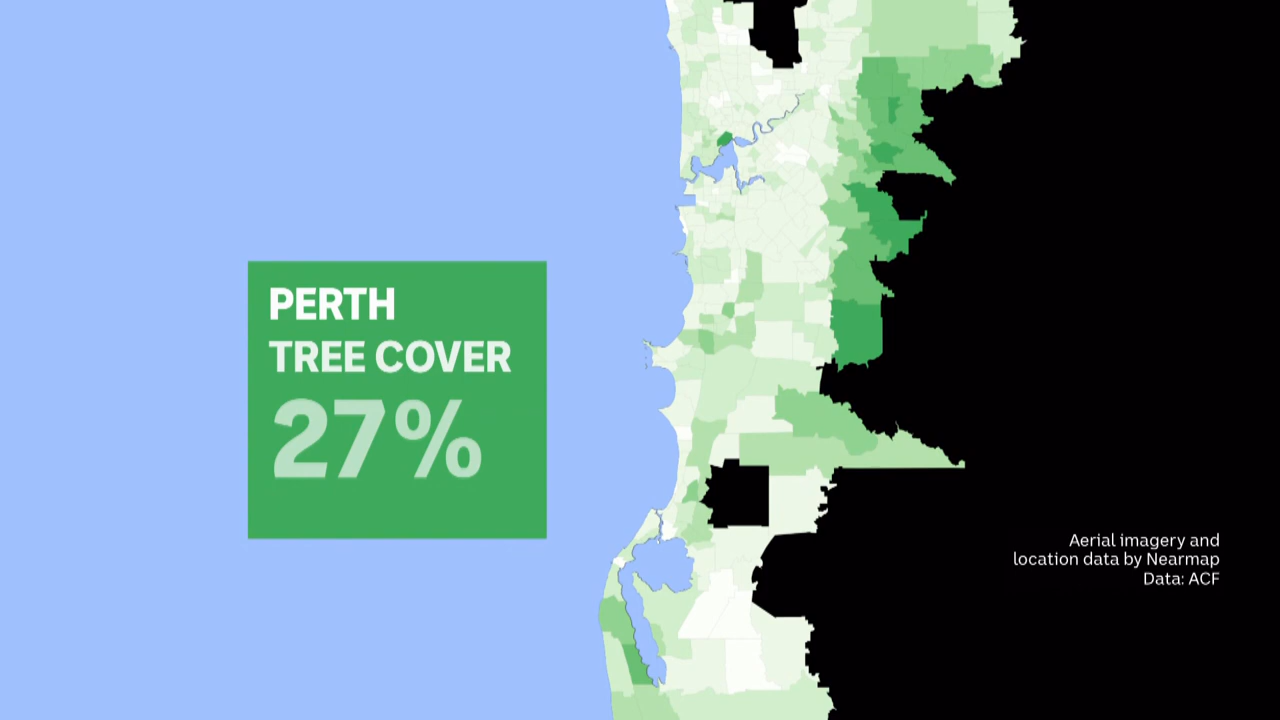 PERTH
TREE COVER
27%
Aerial imagery and
location data by Nearmap
Data: ACF